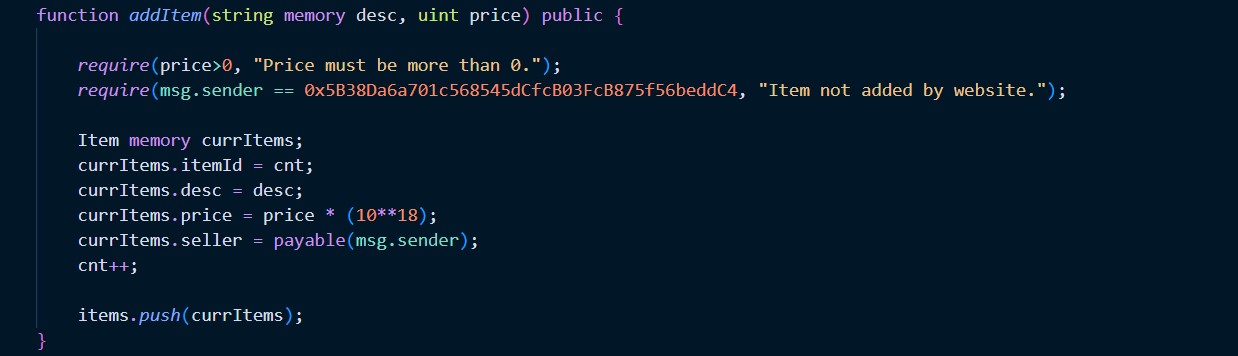 function addItem(string memory desc, uint price) public {
require(price>0, "Price must be more than 0.");
require(msg.sender == 0x5B38Da6a701c568545dCfcB03FcB875f56beddC4, "Item not added by website.");
Item memory currItems;
currItems.itemId = cnt;
currItems.desc = desc;
currItems.price = price * (10**18);
currItems.seller = payable(msg.sender);
cnt++;
items.push(currItems);
}